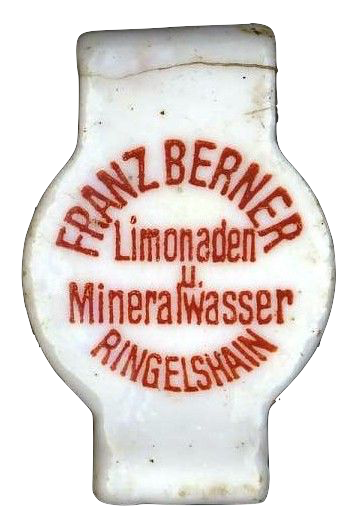 FRANZ BERNER
Limonaden
u.
Mineralwasser
RINGELSHAIN